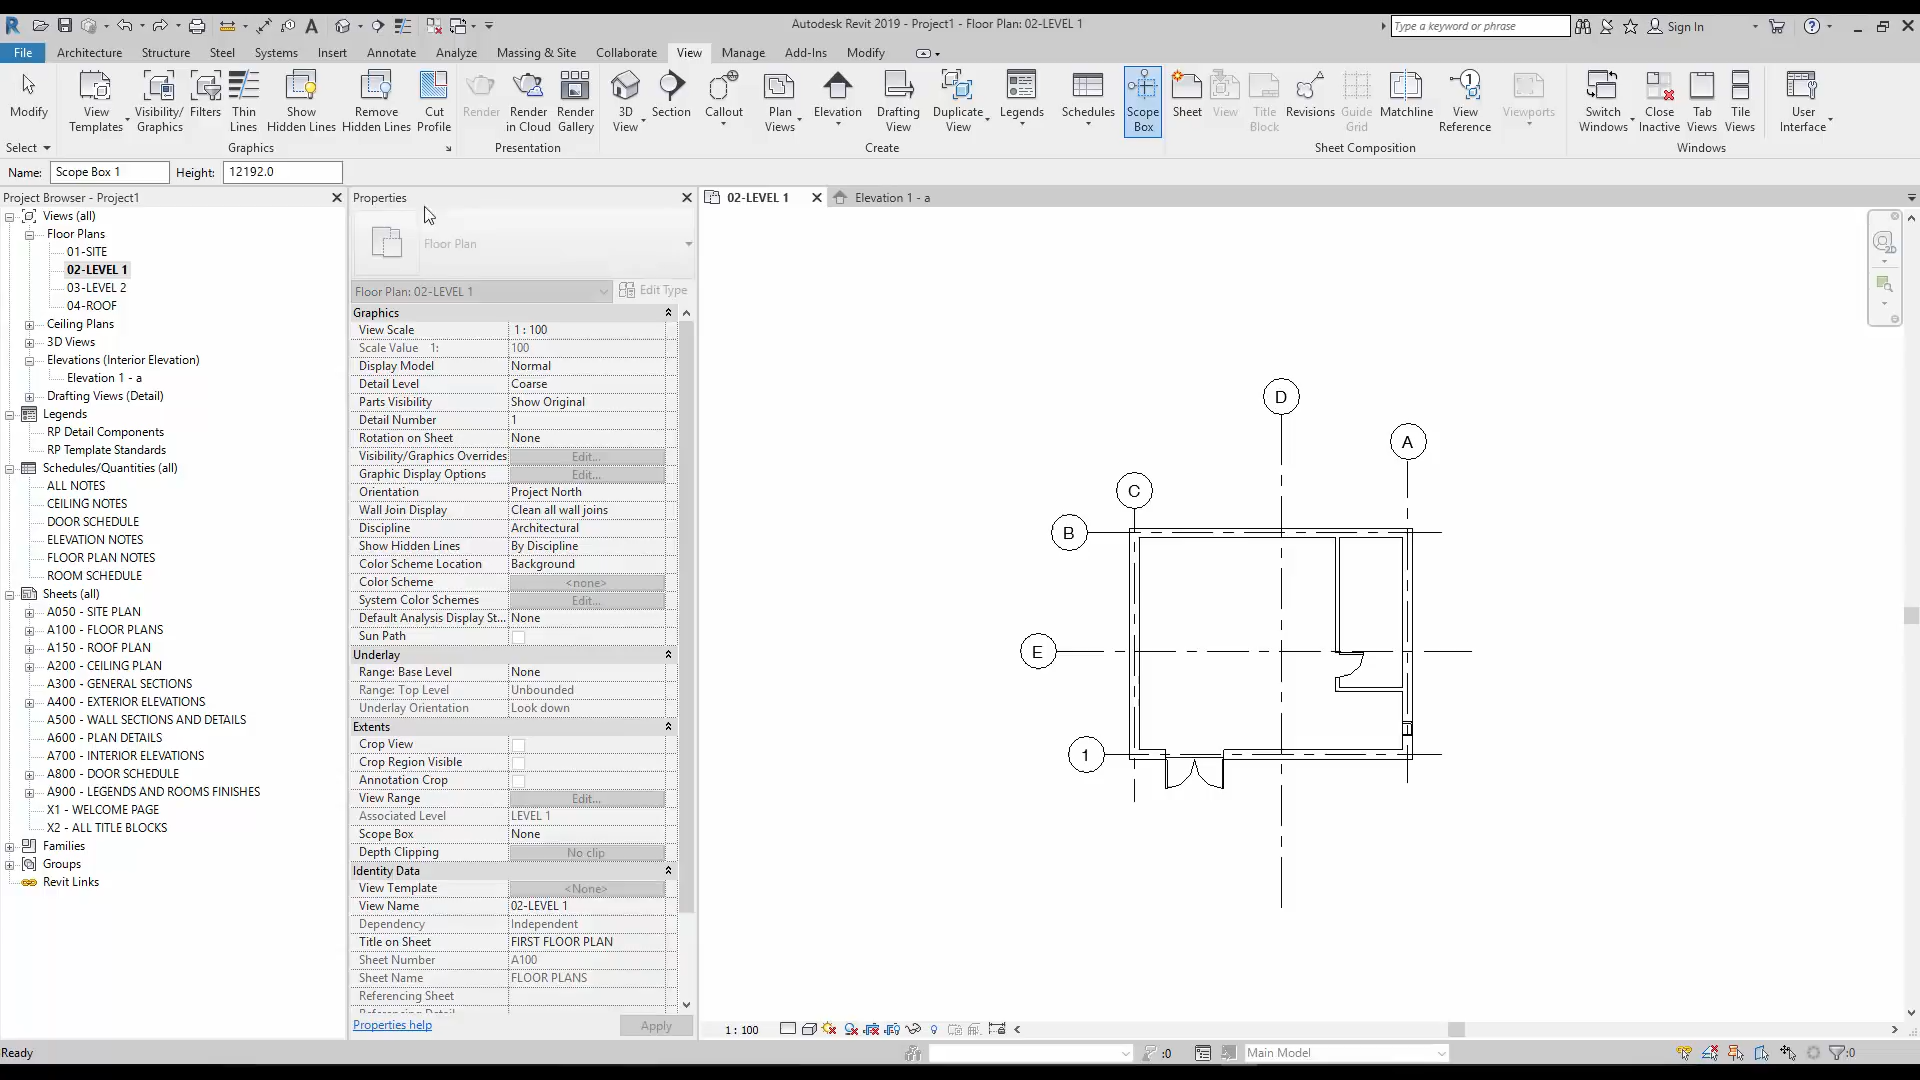 Autodesk Revit 2019 - Project1 - Floor Plan: 02-LEVEL 1
Type a keyword or phrase
Sign In
File Architecture Structure Steel Systems Insert Annotate Analyze Massing & Site Collaborate View Manage Add-Ins Modify
Modify
View Templates
Visibility/ Graphics
Filters
Thin Lines
Show Hidden Lines
Remove Hidden Lines
Cut Profile
Render
Render in Cloud
Render Gallery
3D View
Section
Callout
Plan Views
Elevation
Drafting View
Duplicate View
Legends
Schedules
Scope Box
Sheet
View
Title Block
Revisions
Guide Grid
Matchline
View Reference
Viewports
Switch Windows
Close Inactive
Tab Views
Tile Views
User Interface
Select Graphics Presentation Create Sheet Composition Windows
Name: Scope Box 1 Height: 12192.0
Project Browser - Project1
Views (all)
Floor Plans
01-SITE
02-LEVEL 1
03-LEVEL 2
04-ROOF
Ceiling Plans
3D Views
Elevations (Interior Elevation)
Elevation 1 - a
Drafting Views (Detail)
Legends
RP Detail Components
RP Template Standards
Schedules/Quantities (all)
ALL NOTES
CEILING NOTES
DOOR SCHEDULE
ELEVATION NOTES
FLOOR PLAN NOTES
ROOM SCHEDULE
Sheets (all)
A050 - SITE PLAN
A100 - FLOOR PLANS
A150 - ROOF PLAN
A200 - CEILING PLAN
A300 - GENERAL SECTIONS
A400 - EXTERIOR ELEVATIONS
A500 - WALL SECTIONS AND DETAILS
A600 - PLAN DETAILS
A700 - INTERIOR ELEVATIONS
A800 - DOOR SCHEDULE
A900 - LEGENDS AND ROOMS FINISHES
X1 - WELCOME PAGE
X2 - ALL TITLE BLOCKS
Families
Groups
Revit Links
Properties
Floor Plan
Floor Plan: 02-LEVEL 1 Edit Type
Graphics
View Scale 1 : 100
Scale Value 1: 100
Display Model Normal
Detail Level Coarse
Parts Visibility Show Original
Detail Number 1
Rotation on Sheet None
Visibility/Graphics Overrides Edit...
Graphic Display Options Edit...
Orientation Project North
Wall Join Display Clean all wall joins
Discipline Architectural
Show Hidden Lines By Discipline
Color Scheme Location Background
Color Scheme <none>
System Color Schemes Edit...
Default Analysis Display St... None
Sun Path
Underlay
Range: Base Level None
Range: Top Level Unbounded
Underlay Orientation Look down
Extents
Crop View
Crop Region Visible
Annotation Crop
View Range Edit...
Associated Level LEVEL 1
Scope Box None
Depth Clipping No clip
Identity Data
View Template <None>
View Name 02-LEVEL 1
Dependency Independent
Title on Sheet FIRST FLOOR PLAN
Sheet Number A100
Sheet Name FLOOR PLANS
Referencing Sheet
Properties help Apply
02-LEVEL 1 Elevation 1 - a
2D
D
A
C
B
E
1
1 : 100
Ready
:0
Main Model
:0